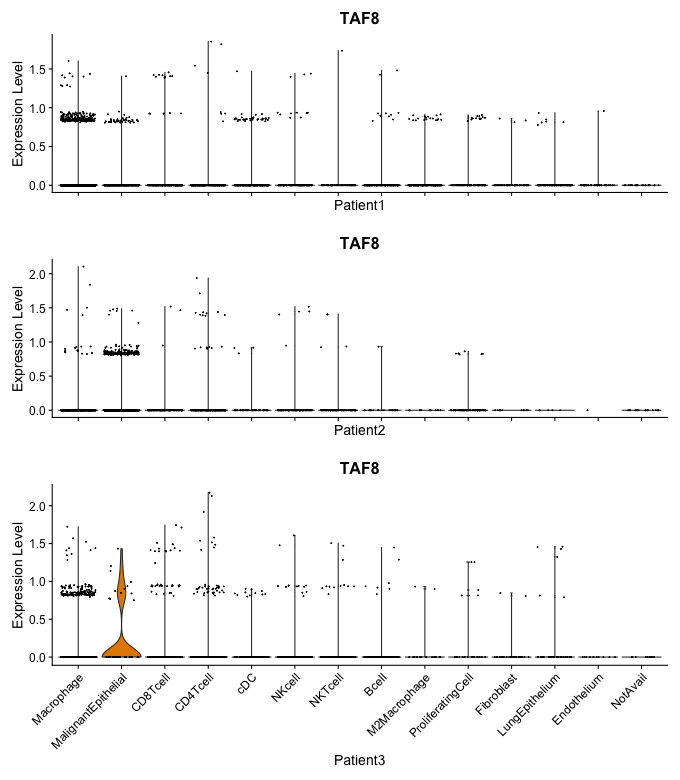 TAF8
Expression Level
1.5
1.0
0.5
0.0
Patient1
TAF8
Expression Level
2.0
1.5
1.0
0.5
0.0
Patient2
TAF8
Expression Level
2.0
1.5
1.0
0.5
0.0
Macrophage
MalignantEpithelial
CD8Tcell
CD4Tcell
cDC
NKcell
NKTcell
Bcell
M2Macrophage
ProliferatingCell
Fibroblast
LungEpithelium
Endothelium
NotAvail
Patient3